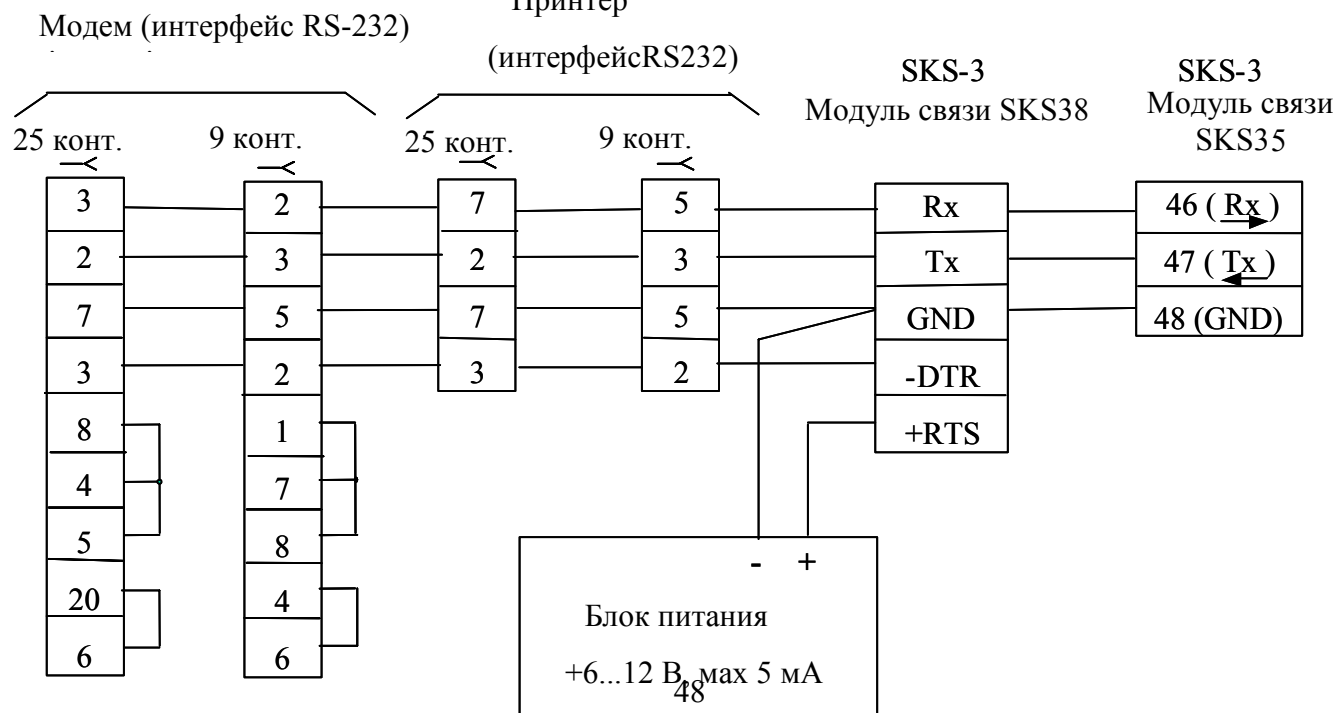 Принтер
Модем (интерфейс RS-232)
(интерфейсRS232)
SKS-3
SKS-3
Модуль связи SKS38
Модуль связи
SKS35
25 конт.
9 конт.
25 конт.
9 конт.
3
2
7
5
Rx
46 ( Rx )
2
3
2
3
Tx
47 ( Tx )
7
5
7
5
GND
48 (GND)
3
2
3
2
-DTR
8
1
+RTS
4
7
5
8
- +
20
4
Блок питания
6
6
+6...12 В, мах 5 мА
48